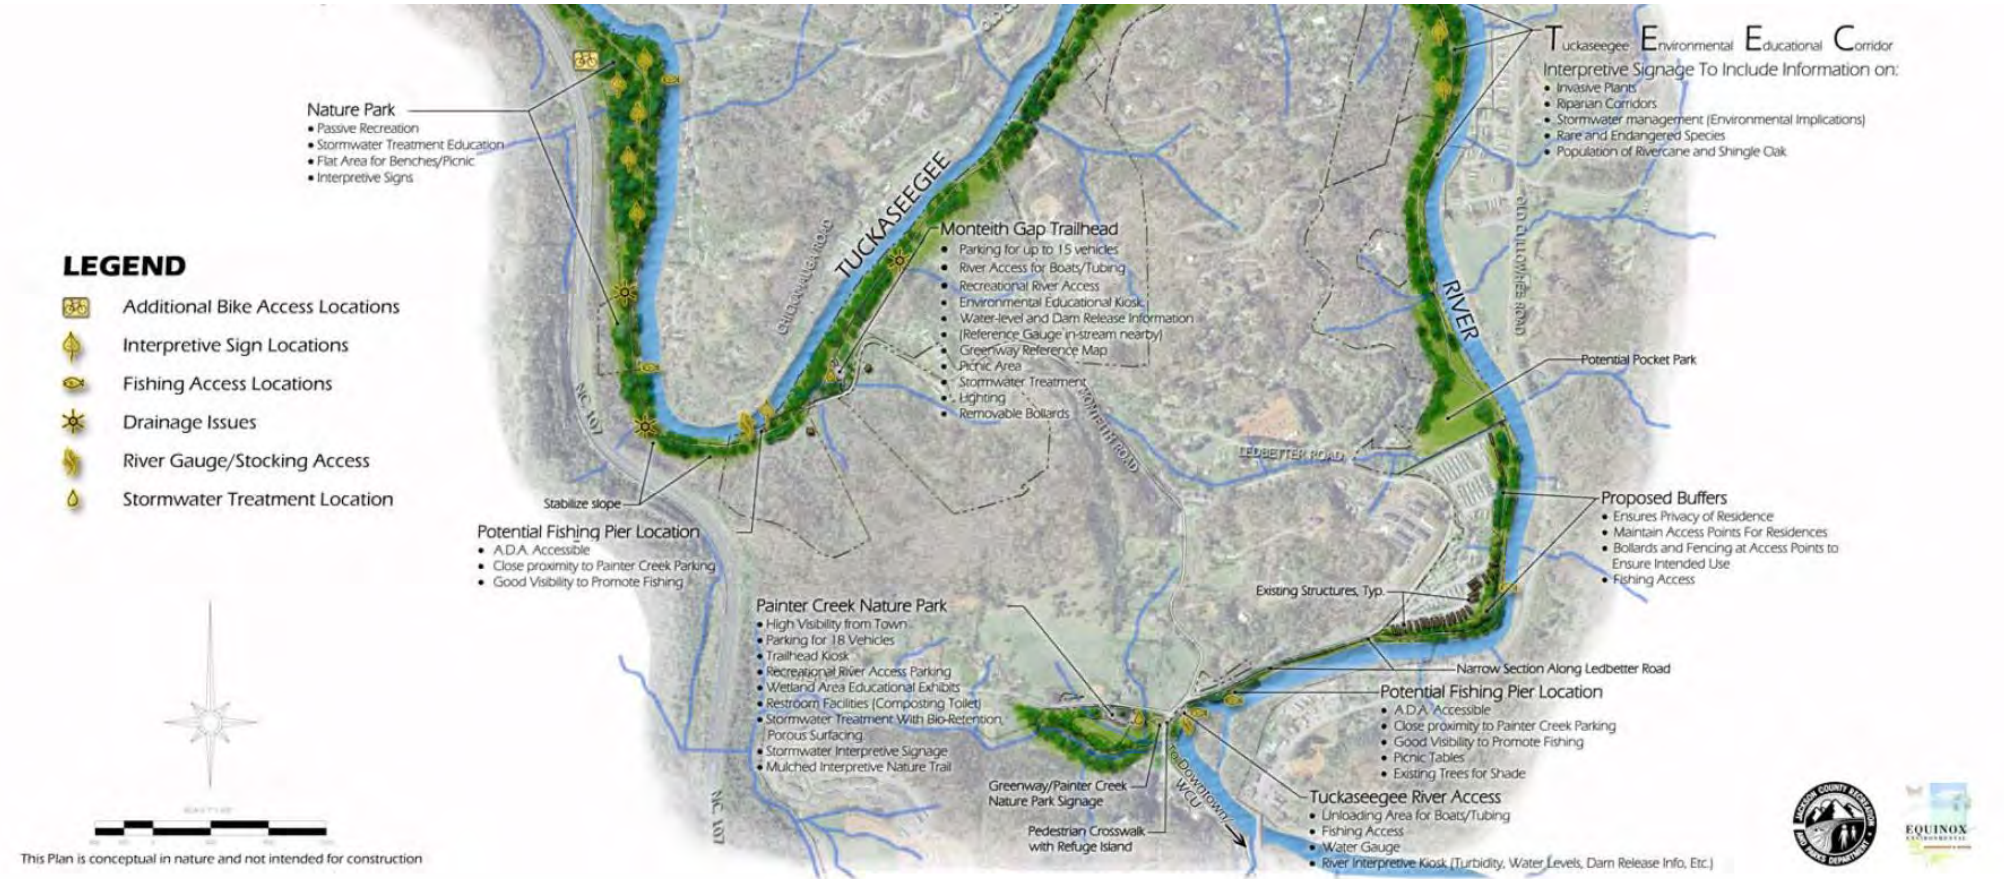 Tuckaseegee Environmental Educational Corridor
Interpretive Signage To Include Information on:
• Invasive Plants
• Riparian Corridors
• Stormwater management (Environmental Implications)
• Rare and Endangered Species
• Population of Rivercane and Shingle Oak
Nature Park
• Passive Recreation
• Stormwater Treatment Education
• Flat Area for Benches/Picnic
• Interpretive Signs
TUCKASEEGEE
RIVER
OLD CULLOWHEE ROAD
NC 107
MONTEITH ROAD
LEDBETTER ROAD
Monteith Gap Trailhead
• Parking for up to 15 vehicles
• River Access for Boats/Tubing
• Recreational River Access
• Environmental Educational Kiosk
• Water-level and Dam Release Information
• (Reference Gauge in-stream nearby)
• Greenway Reference Map
• Picnic Area
• Stormwater Treatment
• Lighting
• Removable Bollards
LEGEND
Additional Bike Access Locations
Interpretive Sign Locations
Fishing Access Locations
Drainage Issues
River Gauge/Stocking Access
Stormwater Treatment Location
Potential Pocket Park
Stabilize slope
Potential Fishing Pier Location
• A.D.A. Accessible
• Close proximity to Painter Creek Parking
• Good Visibility to Promote Fishing
Proposed Buffers
• Ensures Privacy of Residence
• Maintain Access Points For Residences
• Bollards and Fencing at Access Points to
Ensure Intended Use
• Fishing Access
Existing Structures, Typ.
Painter Creek Nature Park
• High Visibility from Town
• Parking for 18 Vehicles
• Trailhead Kiosk
• Recreational River Access Parking
• Wetland Area Educational Exhibits
• Restroom Facilities (Composting Toilet)
• Stormwater Treatment With Bio-Retention,
Porous Surfacing
• Stormwater Interpretive Signage
• Mulched Interpretive Nature Trail
Narrow Section Along Ledbetter Road
Potential Fishing Pier Location
• A.D.A. Accessible
• Close proximity to Painter Creek Parking
• Good Visibility to Promote Fishing
• Picnic Tables
• Existing Trees for Shade
Greenway/Painter Creek
Nature Park Signage
Pedestrian Crosswalk
with Refuge Island
To Downtown/
WCU
NC 107
Tuckaseegee River Access
• Unloading Area for Boats/Tubing
• Fishing Access
• Water Gauge
• River Interpretive Kiosk (Turbidity, Water Levels, Dam Release Info, Etc.)
This Plan is conceptual in nature and not intended for construction
JACKSON COUNTY RECREATION
AND PARKS DEPARTMENT
EQUINOX
ENVIRONMENTAL